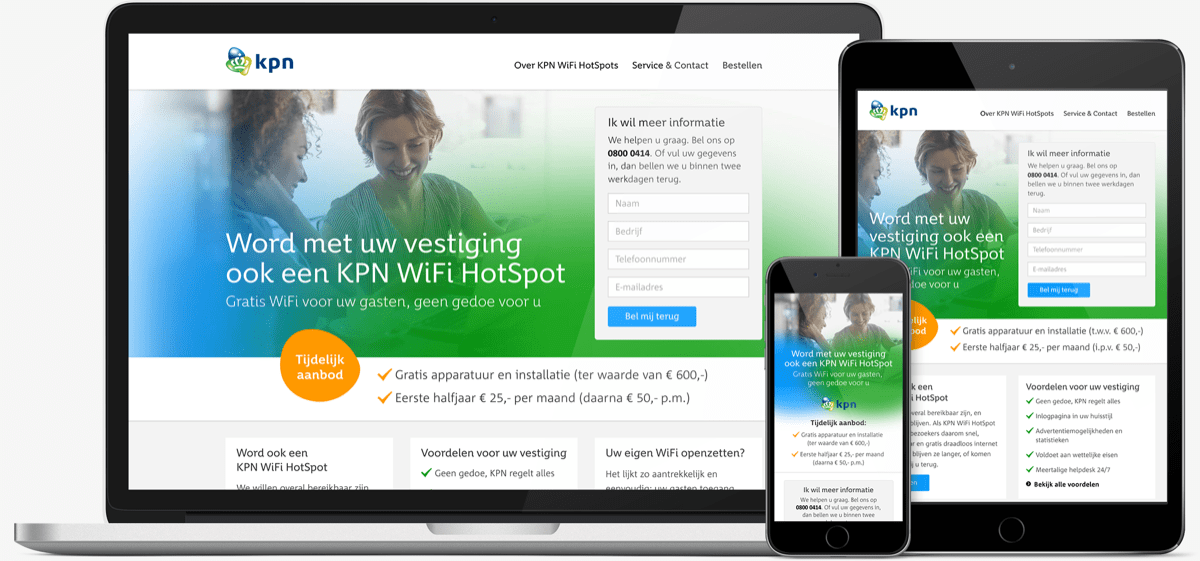 kpn
Over KPN WiFi HotSpots Service & Contact Bestellen
Word met uw vestiging
ook een KPN WiFi HotSpot
Gratis WiFi voor uw gasten, geen gedoe voor u
Ik wil meer informatie
We helpen u graag. Bel ons op
0800 0414. Of vul uw gegevens
in, dan bellen we u binnen twee
werkdagen terug.
Naam
Bedrijf
Telefoonnummer
E-mailadres
Bel mij terug
Tijdelijk
aanbod
Gratis apparatuur en installatie (ter waarde van € 600,-)
Eerste halfjaar € 25,- per maand (daarna € 50,- p.m.)
Word ook een
KPN WiFi HotSpot
We willen overal bereikbaar zijn
Voordelen voor uw vestiging
Geen gedoe, KPN regelt alles
Uw eigen WiFi openzetten?
Het lijkt zo aantrekkelijk en
eenvoudig: uw gasten toegang
Word met uw vestiging
ook een KPN WiFi HotSpot
Gratis WiFi voor uw gasten,
geen gedoe voor u
kpn
Tijdelijk aanbod:
Gratis apparatuur en installatie
(ter waarde van € 600,-)
Eerste halfjaar € 25,- per maand
(daarna € 50,- p.m.)
Ik wil meer informatie
We helpen u graag. Bel ons op
0800 0414. Of vul uw gegevens
in, dan bellen we u binnen twee
kpn
Over KPN WiFi HotSpots Service & Contact Bestellen
Word met uw
vestiging ook een
KPN WiFi HotSpot
WiFi voor uw gasten,
gedoe voor u
Ik wil meer informatie
We helpen u graag. Bel ons op
0800 0414. Of vul uw gegevens in, dan
bellen we u binnen twee werkdagen
terug.
Naam
Bedrijf
Telefoonnummer
E-mailadres
Bel mij terug
Gratis apparatuur en installatie (t.w.v. € 600,-)
Eerste halfjaar € 25,- per maand (i.p.v. € 50,-)
k een
HotSpot
overal bereikbaar zijn, en
blijven. Als KPN WiFi HotSpot
bezoekers daarom snel,
en gratis draadloos internet
blijven ze langer, of komen
u terug.
Voordelen voor uw vestiging
Geen gedoe, KPN regelt alles
Inlogpagina in uw huisstijl
Advertentiemogelijkheden en
statistieken
Voldoet aan wettelijke eisen
Meertalige helpdesk 24/7
Bekijk alle voordelen